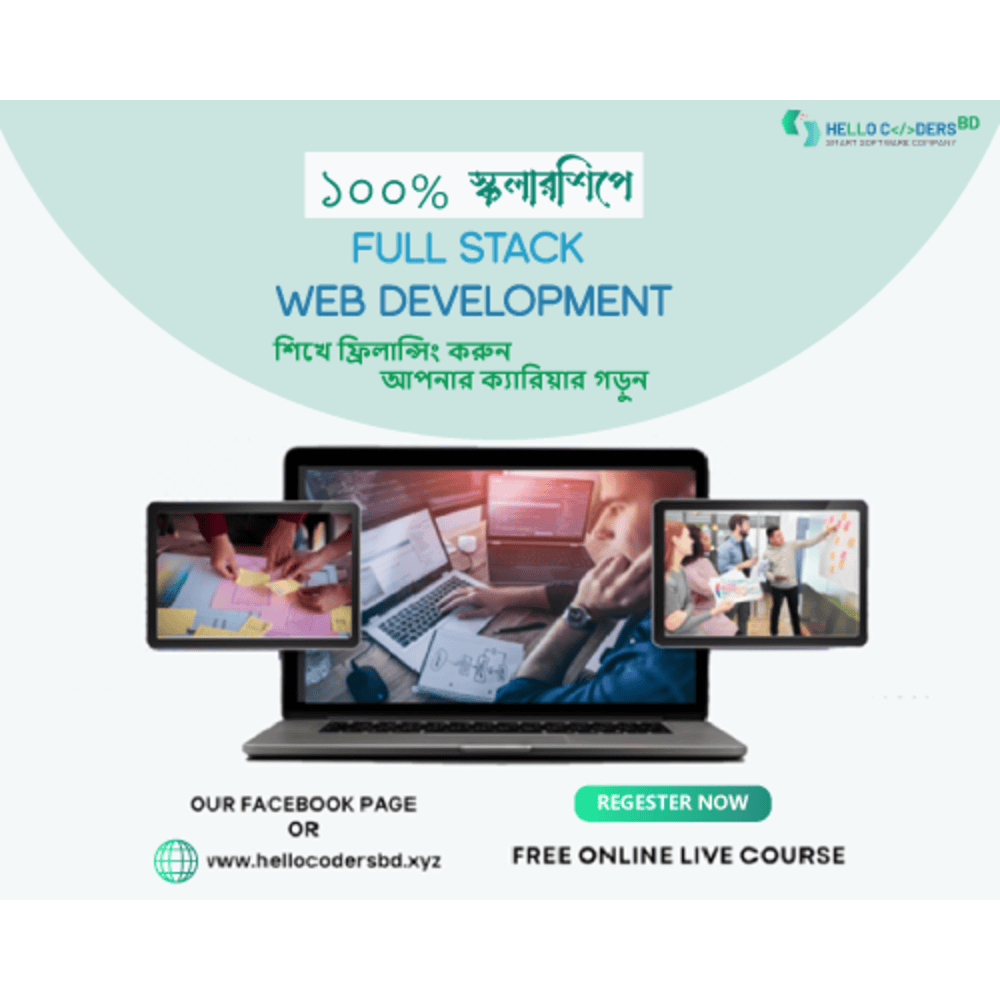 HELLO C</>DERS BD
SMART SOFTWARE COMPANY
১০০% স্কলারশিপে
FULL STACK
WEB DEVELOPMENT
শিখে ফ্রিলান্সিং করুন
আপনার ক্যারিয়ার গড়ুন
OUR FACEBOOK PAGE
OR
www.hellocodersbd.xyz
REGESTER NOW
FREE ONLINE LIVE COURSE